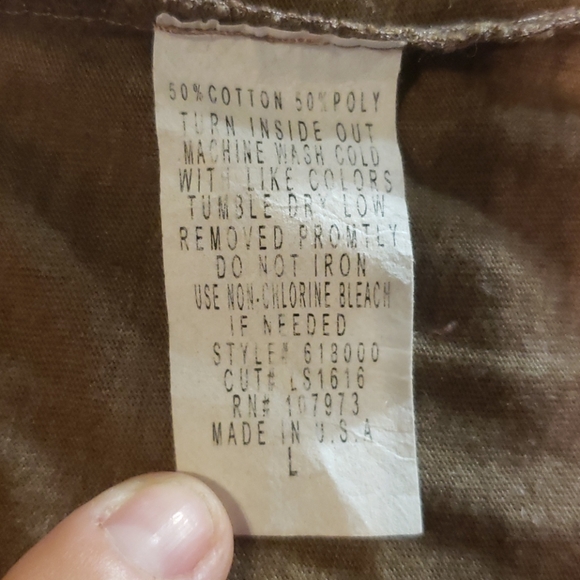 50% COTTON 50% POLY
TURN INSIDE OUT
MACHINE WASH COLD
WITH LIKE COLORS
TUMBLE DRY LOW
REMOVED PROMTLY
DO NOT IRON
USE NON-CHLORINE BLEACH
IF NEEDED
STYLE# 613000
CUT# LS1616
RN# 107973
MADE IN U.S.A
L